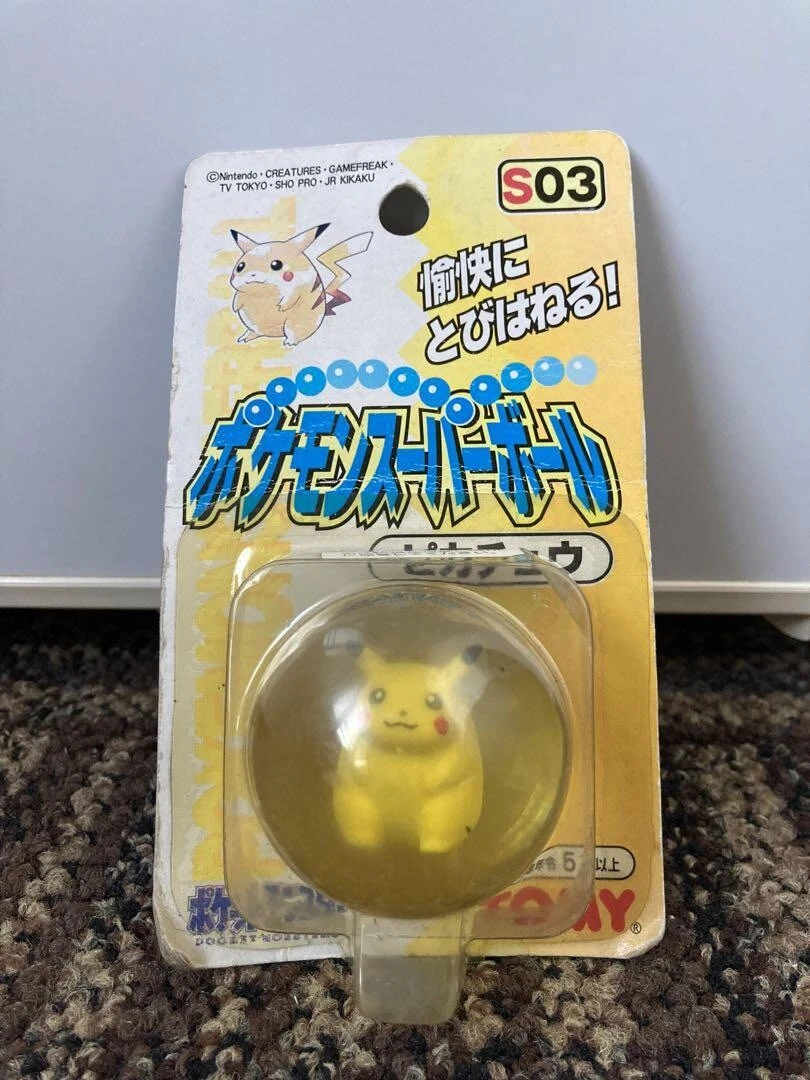 ©Nintendo・CREATURES・GAMEFREAK・
TV TOKYO・SHO PRO・JR KIKAKU
S03
愉快に
とびはねる!
ポケモンスーパーボール
ピカチュウ
5 以上
TOMY®